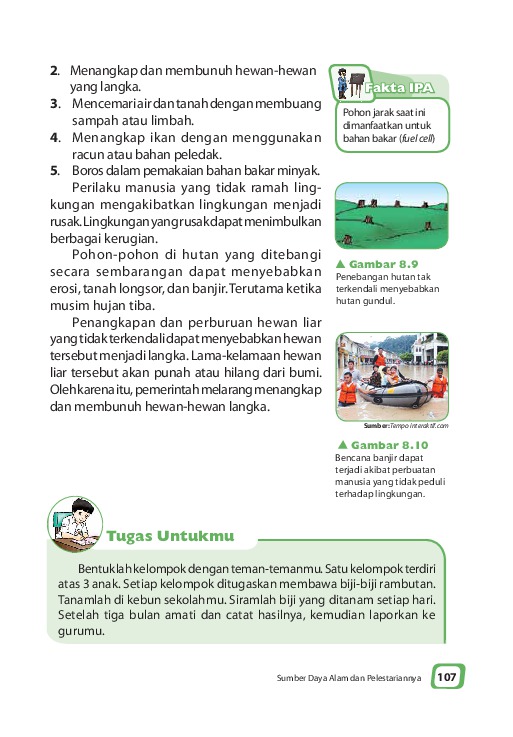 2. Menangkap dan membunuh hewan-hewan
yang langka.
3. Mencemari air dan tanah dengan membuang
sampah atau limbah.
4. Menangkap ikan dengan menggunakan
racun atau bahan peledak.
5. Boros dalam pemakaian bahan bakar minyak.
Perilaku manusia yang tidak ramah ling-
kungan mengakibatkan lingkungan menjadi
rusak. Lingkungan yang rusak dapat menimbulkan
berbagai kerugian.
Pohon-pohon di hutan yang ditebangi
secara sembarangan dapat menyebabkan
erosi, tanah longsor, dan banjir. Terutama ketika
musim hujan tiba.
Penangkapan dan perburuan hewan liar
yang tidak terkendali dapat menyebabkan hewan
tersebut menjadi langka. Lama-kelamaan hewan
liar tersebut akan punah atau hilang dari bumi.
Oleh karena itu, pemerintah melarang menangkap
dan membunuh hewan-hewan langka.
Fakta IPA
Pohon jarak saat ini
dimanfaatkan untuk
bahan bakar (fuel cell)
▲ Gambar 8.9
Penebangan hutan tak
terkendali menyebabkan
hutan gundul.
Sumber: Tempo interaktif.com
▲ Gambar 8.10
Bencana banjir dapat
terjadi akibat perbuatan
manusia yang tidak peduli
terhadap lingkungan.
Tugas Untukmu
Bentuklah kelompok dengan teman-temanmu. Satu kelompok terdiri
atas 3 anak. Setiap kelompok ditugaskan membawa biji-biji rambutan.
Tanamlah di kebun sekolahmu. Siramlah biji yang ditanam setiap hari.
Setelah tiga bulan amati dan catat hasilnya, kemudian laporkan ke
gurumu.
Sumber Daya Alam dan Pelestariannya 107